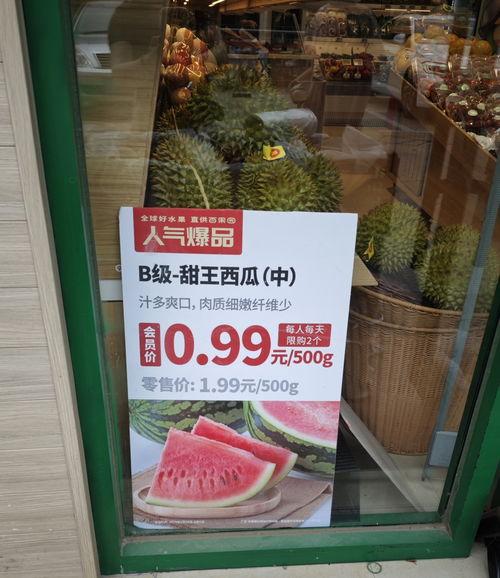 全球好水果 直供百果园
人气爆品
B级-甜王西瓜(中)
汁多爽口, 肉质细嫩纤维少
会员价 0.99元/500g
每人每天
限购2个
零售价: 1.99元/500g